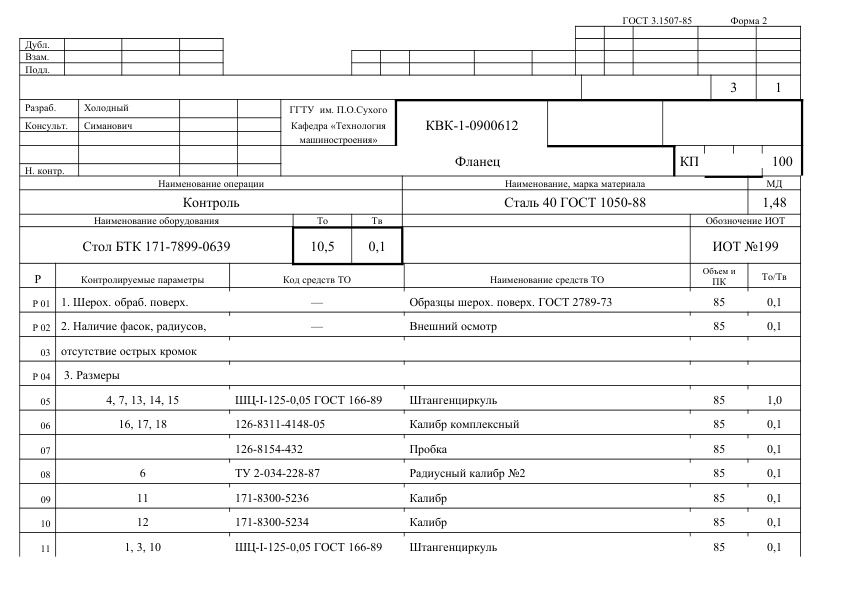 ГОСТ 3.1507-85 Форма 2
Дубл.
Взам.
Подл.
3 1
Разраб. Холодный ГГТУ им. П.О.Сухого
Консульт. Симанович Кафедра «Технология машиностроения» КВК-1-0900612
Н. контр. Фланец КП 100
Наименование операции Наименование, марка материала МД
Контроль Сталь 40 ГОСТ 1050-88 1,48
Наименование оборудования То Тв Обозначение ИОТ
Стол БТК 171-7899-0639 10,5 0,1 ИОТ №199
Р Контролируемые параметры Код средств ТО Наименование средств ТО Объем и ПК То/Тв
Р 01 1. Шерох. обраб. поверх. — Образцы шерох. поверх. ГОСТ 2789-73 85 0,1
Р 02 2. Наличие фасок, радиусов, — Внешний осмотр 85 0,1
03 отсутствие острых кромок
Р 04 3. Размеры
05 4, 7, 13, 14, 15 ШЦ-I-125-0,05 ГОСТ 166-89 Штангенциркуль 85 1,0
06 16, 17, 18 126-8311-4148-05 Калибр комплексный 85 0,1
07 126-8154-432 Пробка 85 0,1
08 6 ТУ 2-034-228-87 Радиусный калибр №2 85 0,1
09 11 171-8300-5236 Калибр 85 0,1
10 12 171-8300-5234 Калибр 85 0,1
11 1, 3, 10 ШЦ-I-125-0,05 ГОСТ 166-89 Штангенциркуль 85 0,1